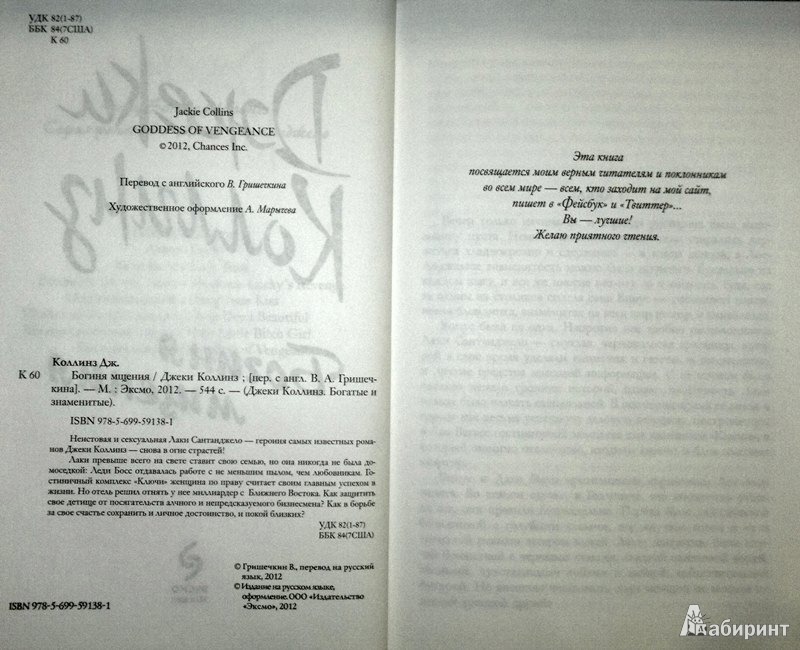 УДК 82(1-87)
ББК 84(7США)
К 60
Джеки
Коллинз
Jackie Collins
GODDESS OF VENGEANCE
© 2012, Chances Inc.
Перевод с английского В. Гришечкина
Художественное оформление А. Марычева
Коллинз Дж.
К 60 Богиня мщения / Джеки Коллинз ; [пер. с англ. В. А. Гришеч-
кина]. — М. : Эксмо, 2012. — 544 с. — (Джеки Коллинз. Богатые и
знаменитые).
ISBN 978-5-699-59138-1
Неистовая и сексуальная Лаки Сантанджело — героиня самых известных рома-
нов Джеки Коллинз — снова в огне страстей!
Лаки превыше всего на свете ставит свою семью, но она никогда не была до-
моседкой: Леди Босс отдавалась работе с не меньшим пылом, чем любовникам. Го-
стиничный комплекс «Ключи» женщина по праву считает своим главным успехом в
жизни. Но отель решил отнять у нее миллиардер с Ближнего Востока. Как защитить
свое детище от посягательств алчного и непредсказуемого бизнесмена? Как в борьбе
за свое счастье сохранить и личное достоинство, и покой близких?
УДК 82(1-87)
ББК 84(7США)
© Гришечкин В., перевод на русский
язык, 2012
© Издание на русском языке,
оформление. ООО «Издательство
«Эксмо», 2012
ISBN 978-5-699-59138-1
Эта книга
посвящается моим верным читателям и поклонникам
во всем мире — всем, кто заходит на мой сайт,
пишет в «Фейсбук» и «Твиттер»...
Вы — лучшие!
Желаю приятного чтения.
Лабиринт